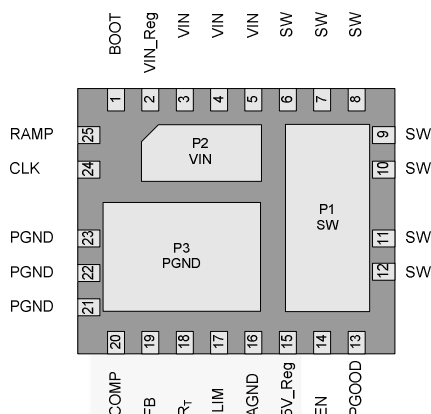 BOOT
VIN_Reg
VIN
VIN
VIN
SW
SW
SW
1
2
3
4
5
6
7
8
RAMP
25
P2
VIN
9
SW
CLK
24
10
SW
P1
SW
PGND
23
P3
PGND
11
SW
PGND
22
12
SW
PGND
21
20
19
18
17
16
15
14
13
COMP
FB
RT
LIM
AGND
5V_Reg
EN
PGOOD